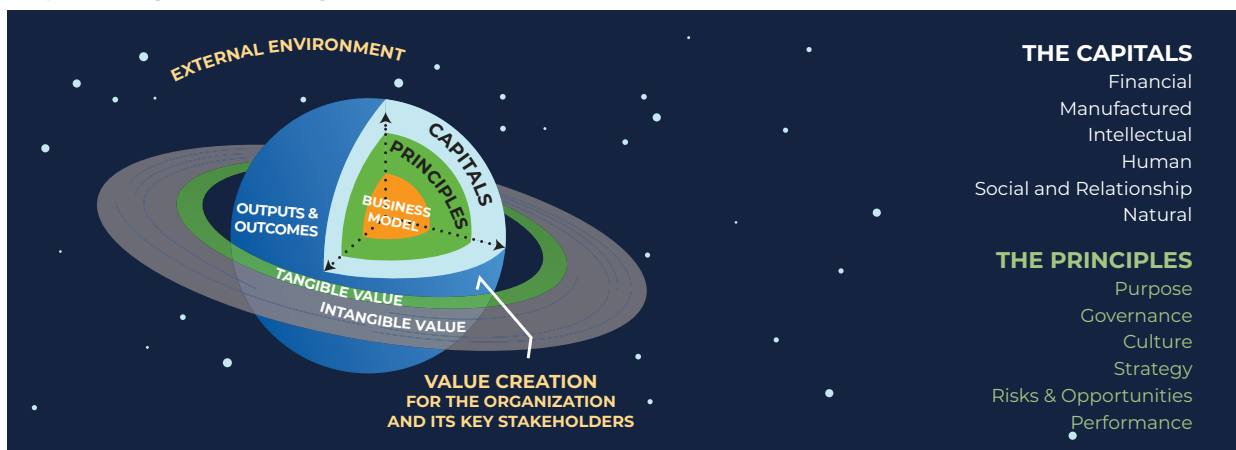 EXTERNAL ENVIRONMENT
CAPITALS
PRINCIPLES
BUSINESS
MODEL
OUTPUTS &
OUTCOMES
TANGIBLE VALUE
INTANGIBLE VALUE
VALUE CREATION
FOR THE ORGANIZATION
AND ITS KEY STAKEHOLDERS
THE CAPITALS
Financial
Manufactured
Intellectual
Human
Social and Relationship
Natural
THE PRINCIPLES
Purpose
Governance
Culture
Strategy
Risks & Opportunities
Performance